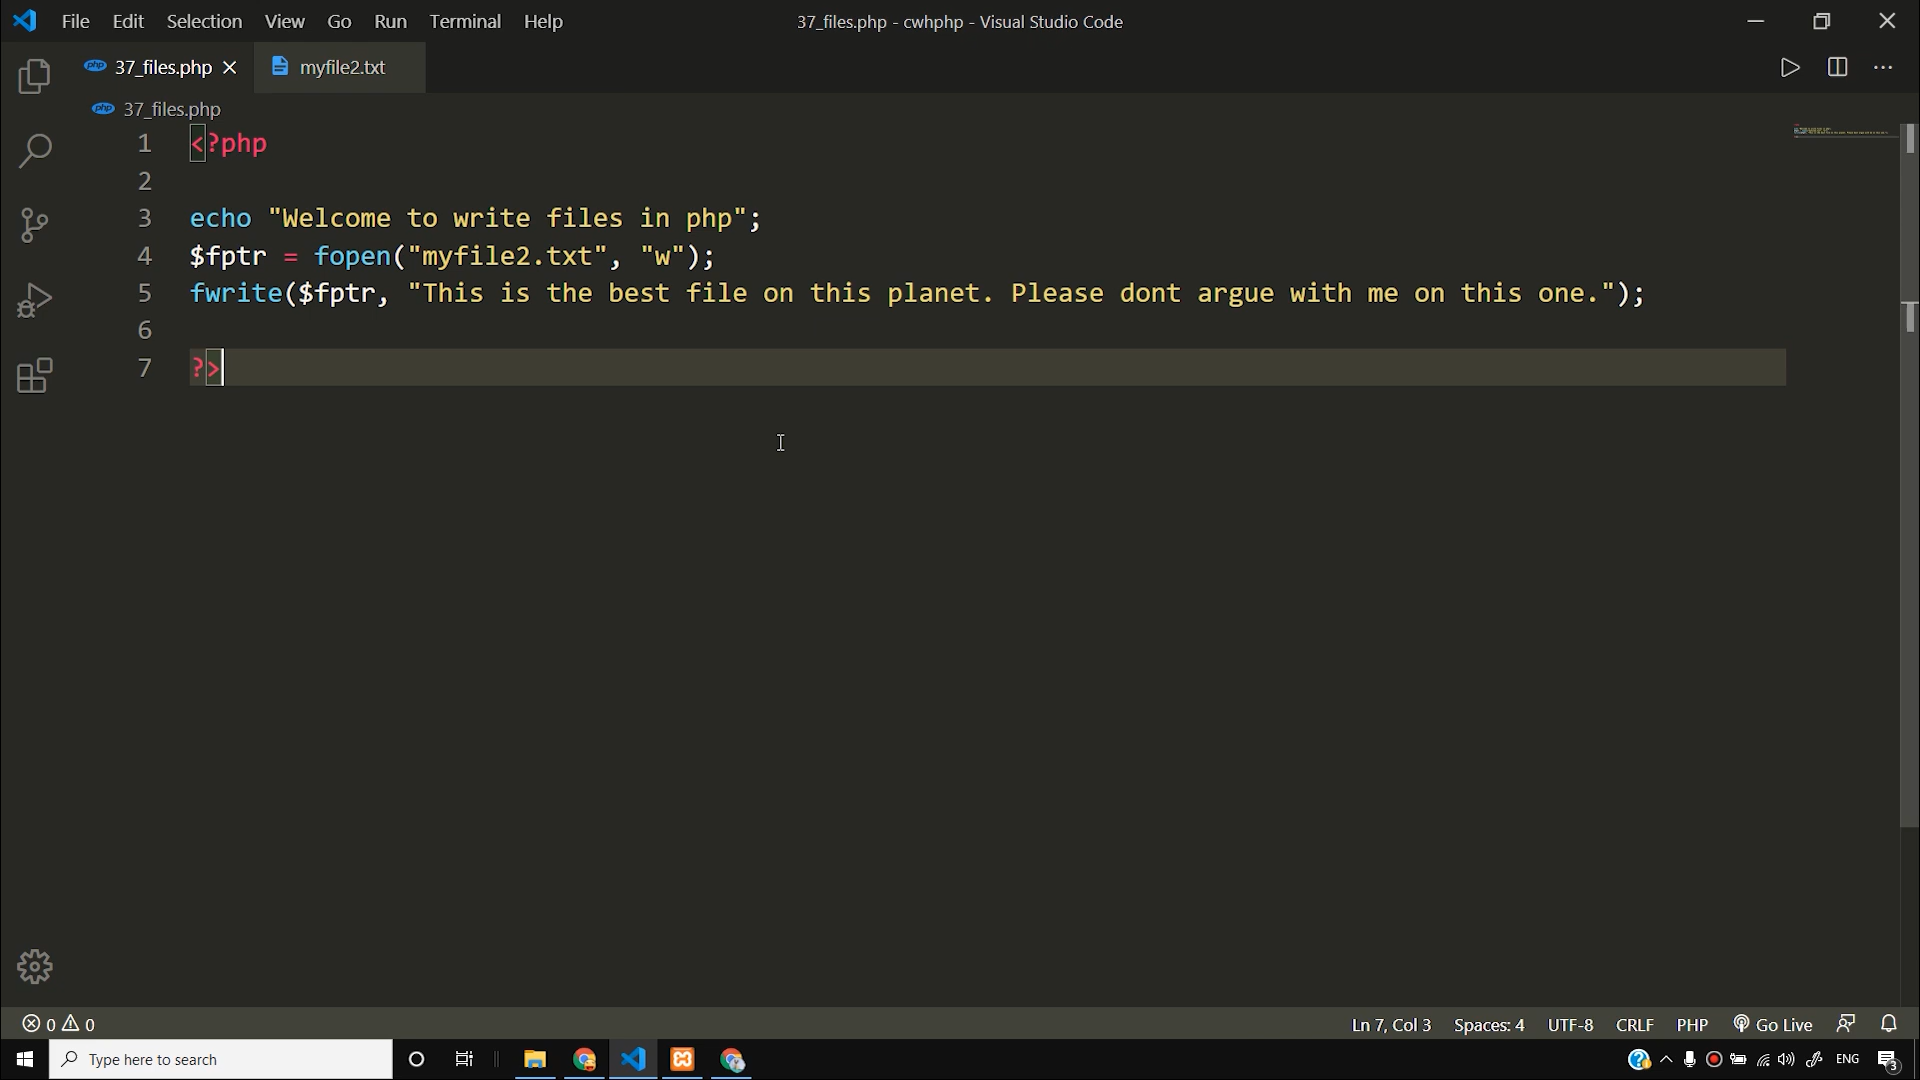 File Edit Selection View Go Run Terminal Help
37_files.php - cwhphp - Visual Studio Code
php 37_files.php
myfile2.txt
php 37_files.php
1 <?php
2
3 echo "Welcome to write files in php";
4 $fptr = fopen("myfile2.txt", "w");
5 fwrite($fptr, "This is the best file on this planet. Please dont argue with me on this one.");
6
7 ?>
0 0
Ln 7, Col 3 Spaces: 4 UTF-8 CRLF PHP Go Live
Type here to search
ENG
3